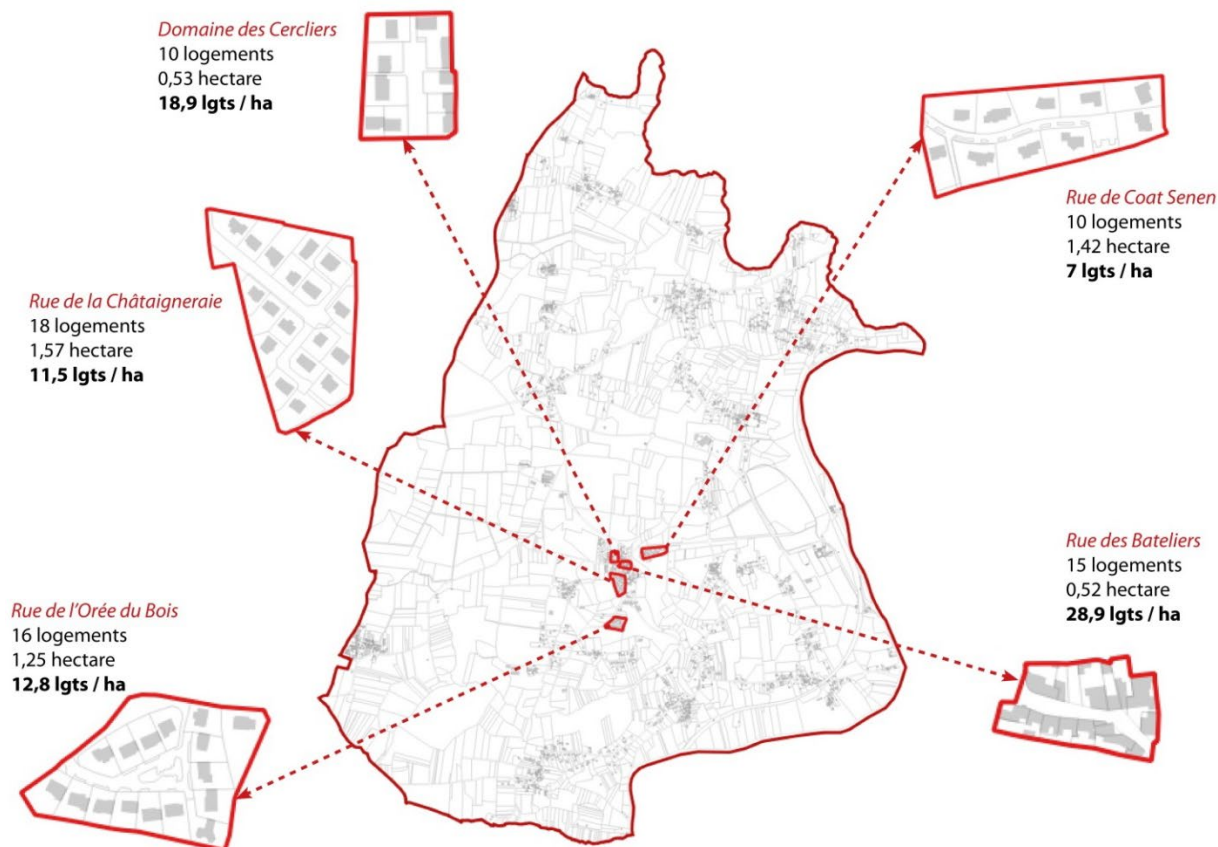 Domaine des Cercliers
10 logements
0,53 hectare
18,9 lgts / ha
Rue de Coat Senen
10 logements
1,42 hectare
7 lgts / ha
Rue de la Châtaigneraie
18 logements
1,57 hectare
11,5 lgts / ha
Rue des Bateliers
15 logements
0,52 hectare
28,9 lgts / ha
Rue de l'Orée du Bois
16 logements
1,25 hectare
12,8 lgts / ha